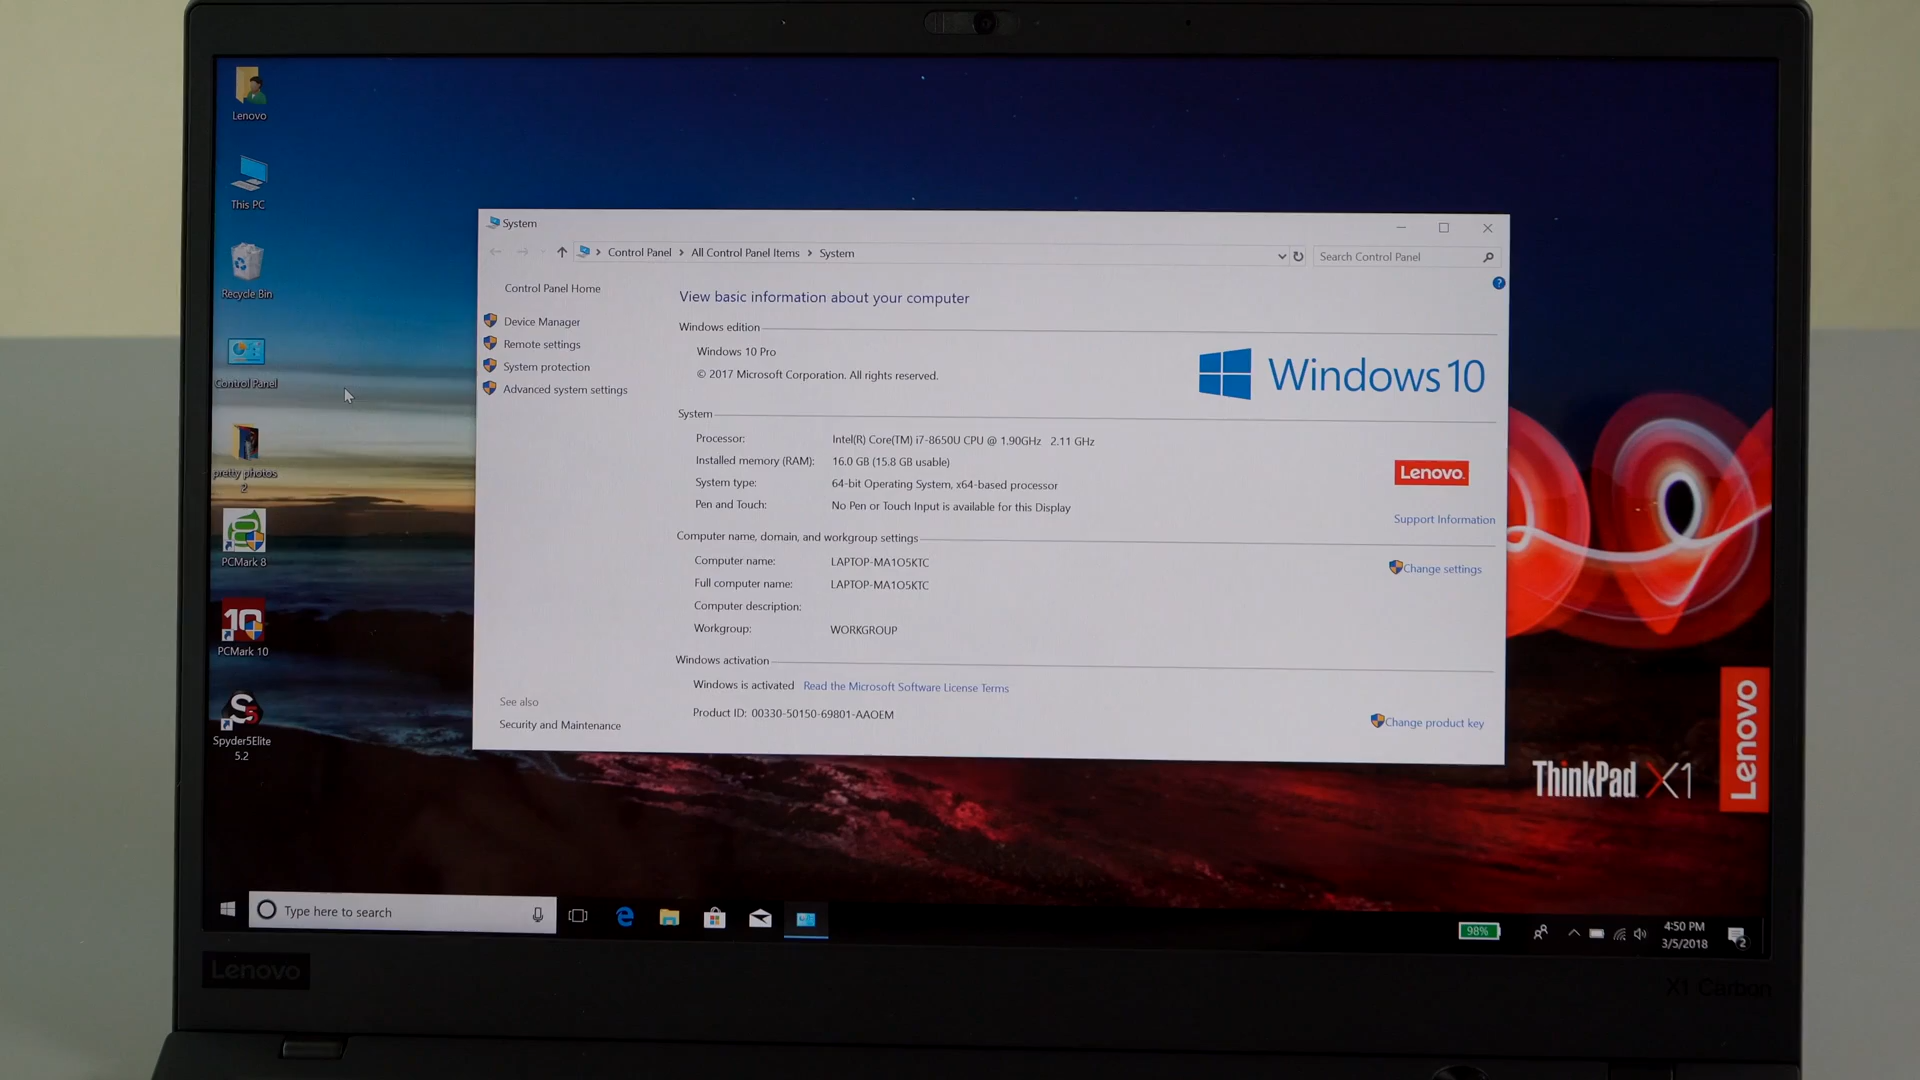 Lenovo
This PC
Recycle Bin
Control Panel
pretty photos
2
PCMark 8
10
PCMark 10
S5
Spyder5Elite
5.2
System
Control Panel > All Control Panel Items > System
Search Control Panel
?
Control Panel Home
Device Manager
Remote settings
System protection
Advanced system settings
See also
Security and Maintenance
View basic information about your computer
Windows edition
Windows 10 Pro
© 2017 Microsoft Corporation. All rights reserved.
Windows 10
System
Processor: Intel(R) Core(TM) i7-8650U CPU @ 1.90GHz 2.11 GHz
Installed memory (RAM): 16.0 GB (15.8 GB usable)
System type: 64-bit Operating System, x64-based processor
Pen and Touch: No Pen or Touch Input is available for this Display
Lenovo
Support Information
Computer name, domain, and workgroup settings
Computer name: LAPTOP-MA1O5KTC
Full computer name: LAPTOP-MA1O5KTC
Computer description:
Workgroup: WORKGROUP
Change settings
Windows activation
Windows is activated Read the Microsoft Software License Terms
Product ID: 00330-50150-69801-AAOEM
Change product key
ThinkPad X1
Lenovo
Type here to search
98%
4:50 PM
3/5/2018
2
Lenovo
X1 Carbon